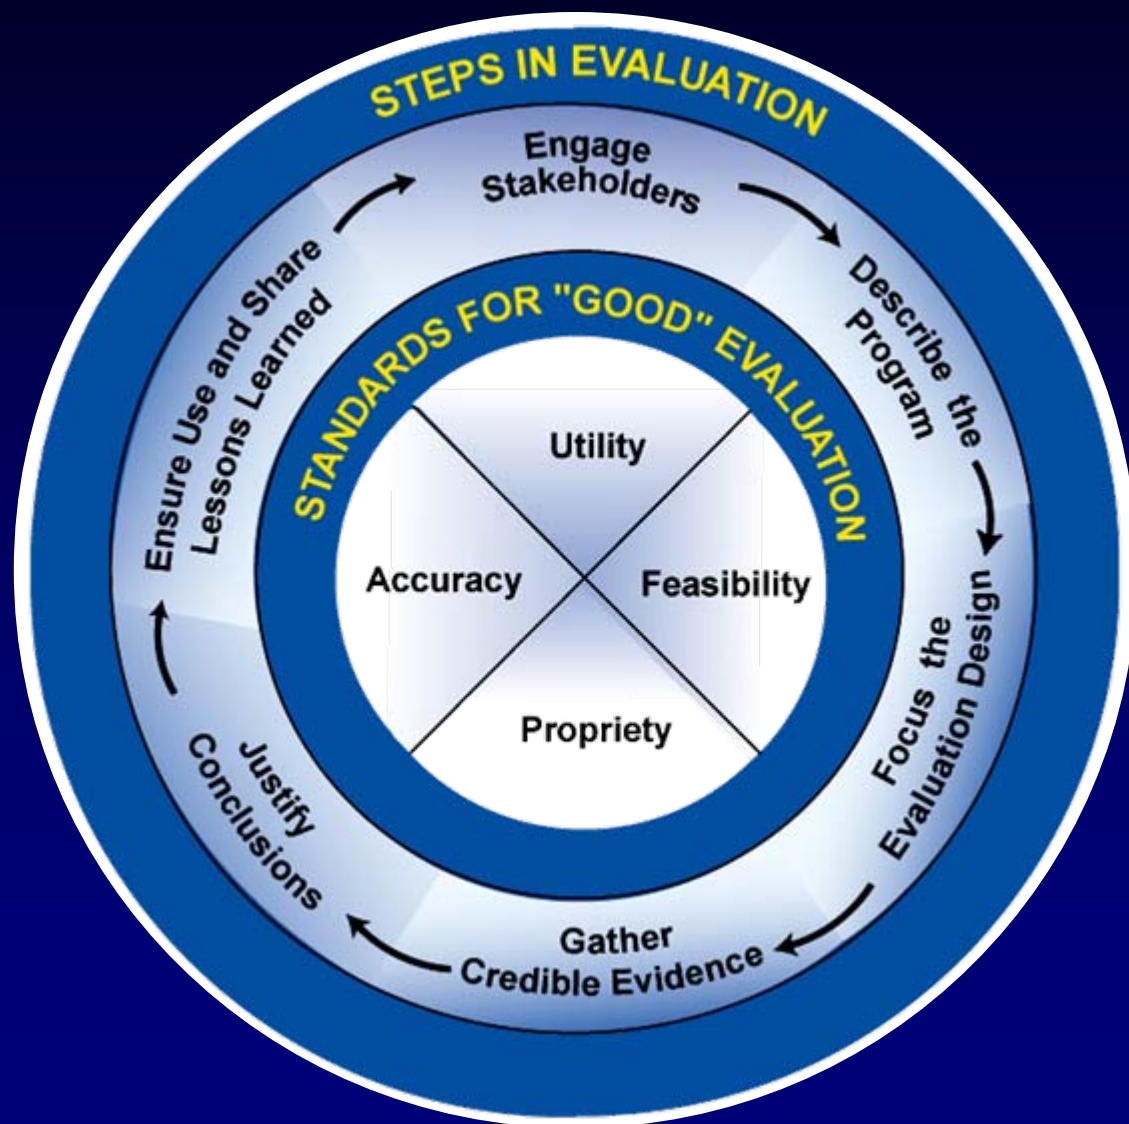 STEPS IN EVALUATION
Engage
Stakeholders
Describe the
Program
Focus the
Evaluation Design
Gather
Credible Evidence
Justify
Conclusions
Ensure Use and Share
Lessons Learned
STANDARDS FOR "GOOD" EVALUATION
Utility
Feasibility
Propriety
Accuracy